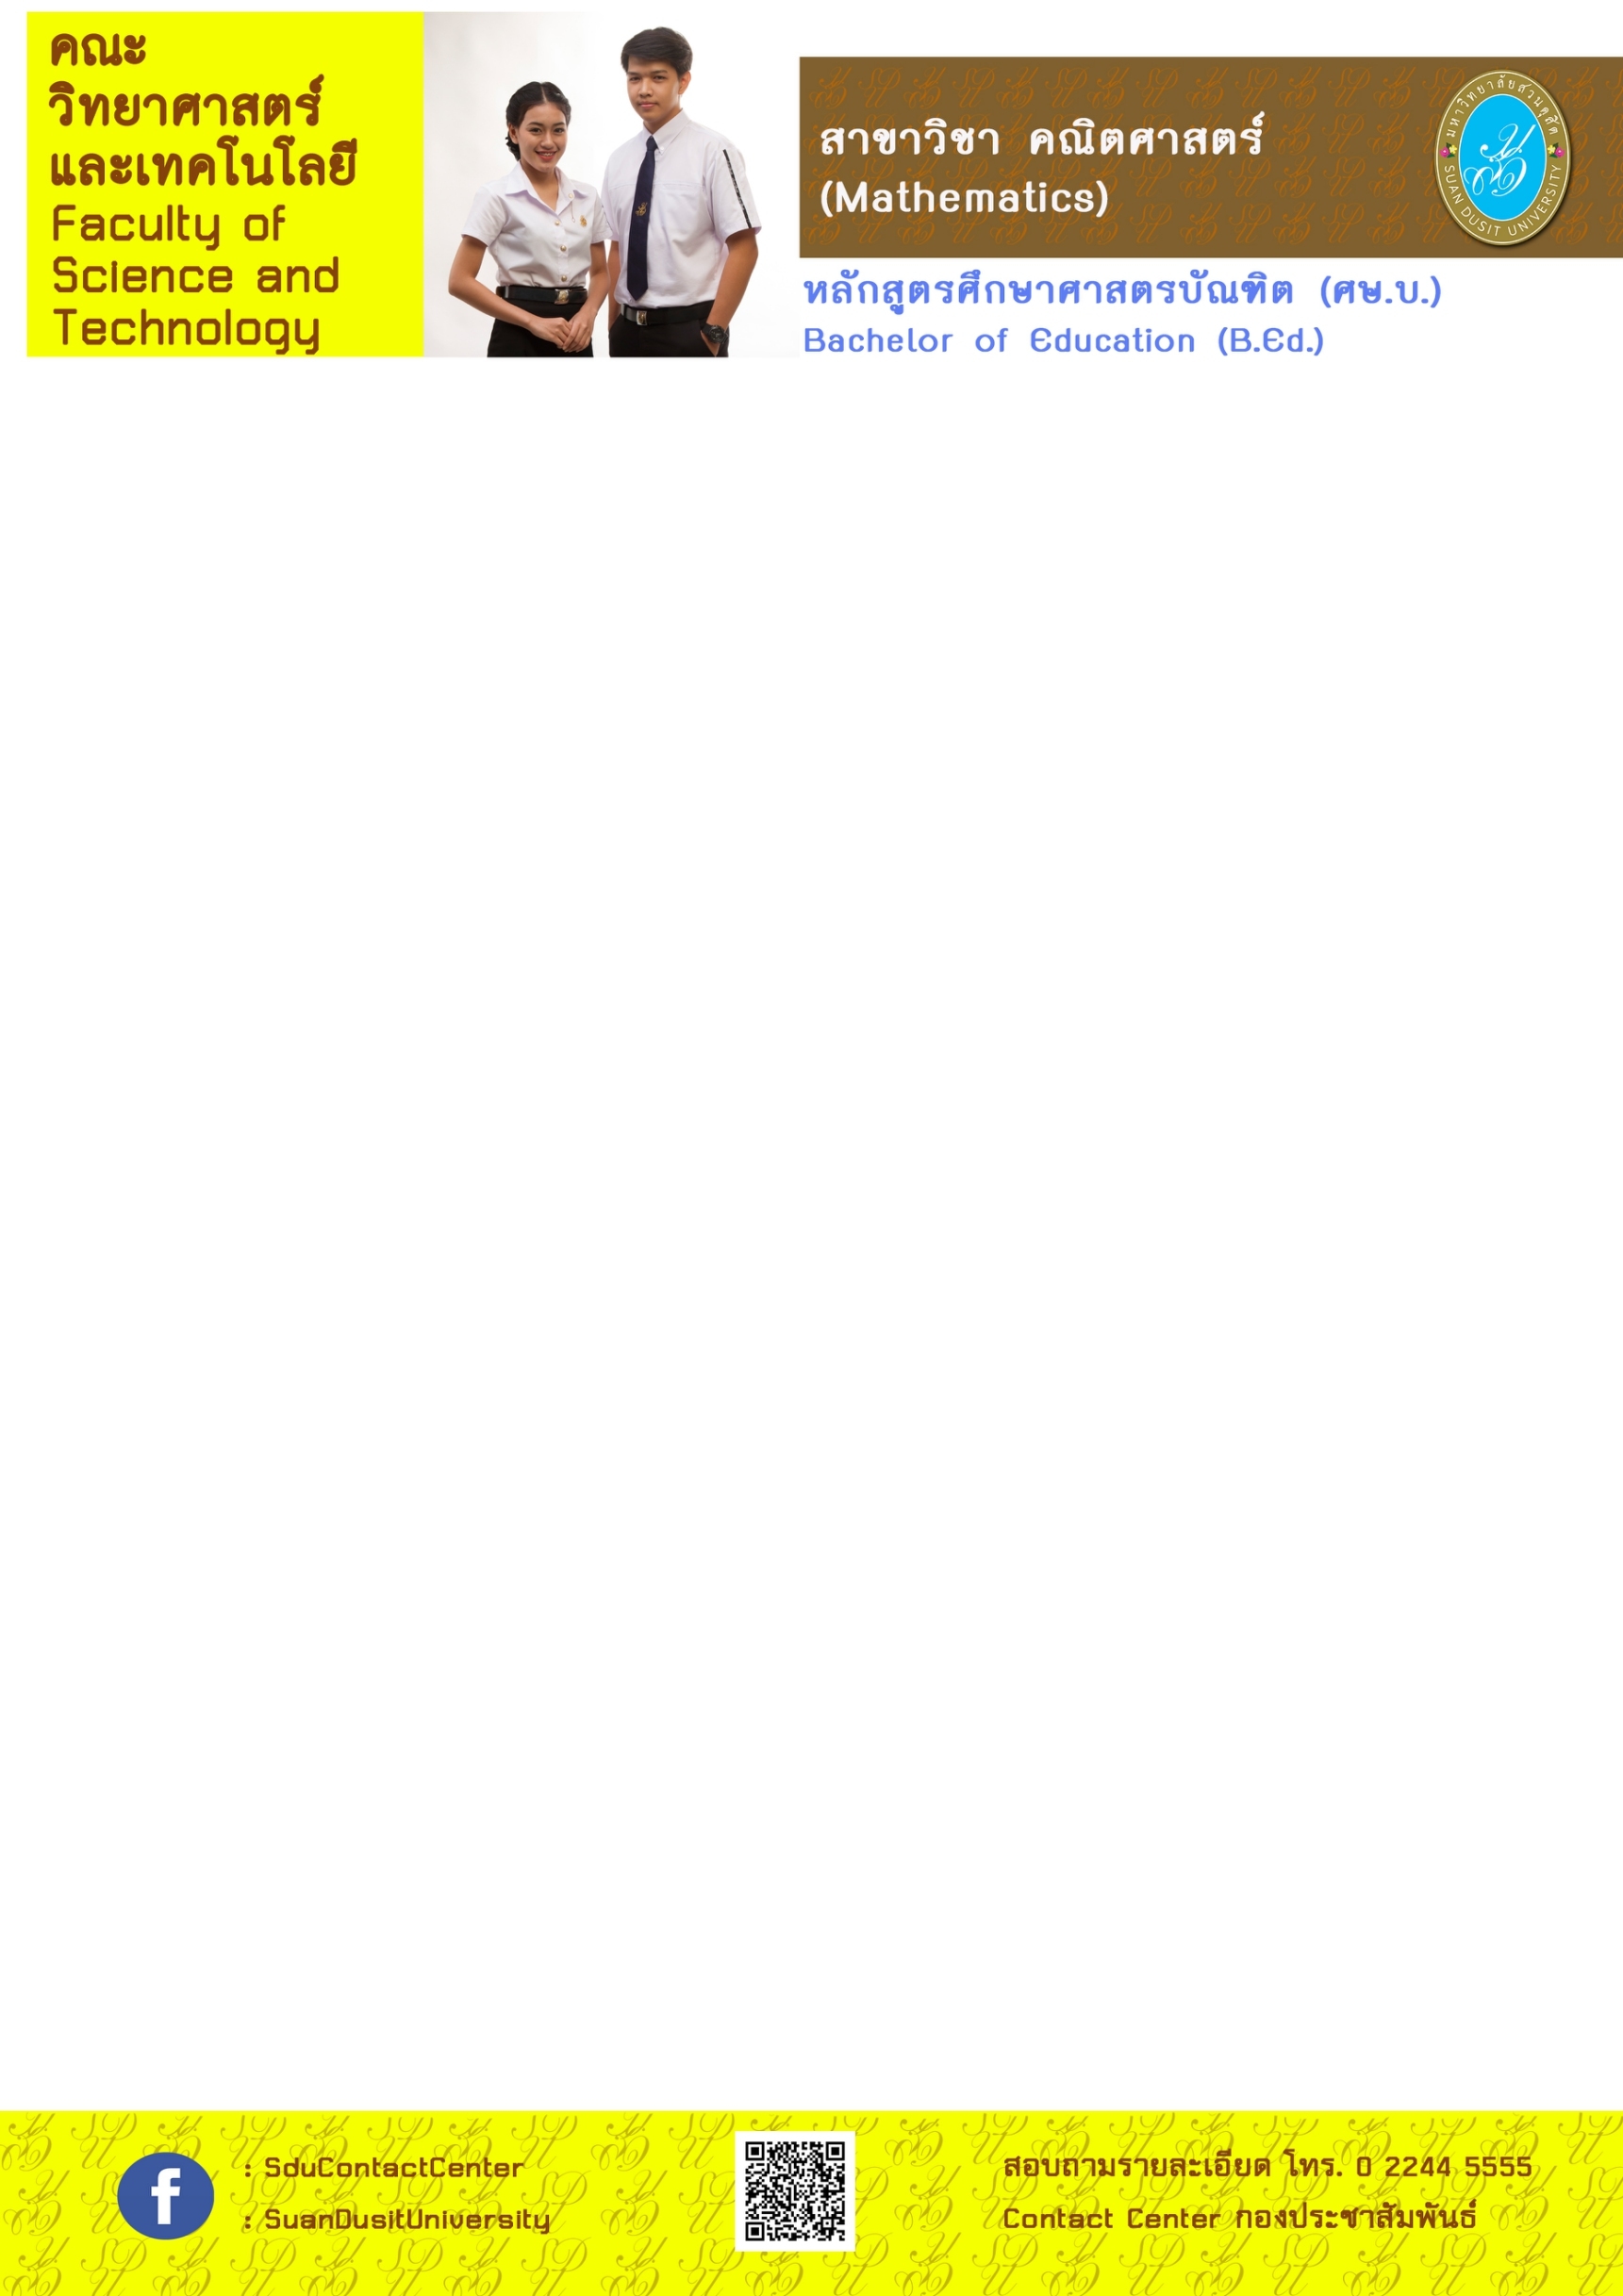 คณะ
วิทยาศาสตร์
และเทคโนโลยี
Faculty of
Science and
Technology
สาขาวิชา คณิตศาสตร์
(Mathematics)
มหาวิทยาลัยสวนดุสิต
SUAN DUSIT UNIVERSITY
หลักสูตรศึกษาศาสตรบัณฑิต (ศษ.บ.)
Bachelor of Education (B.Ed.)
: SduContactCenter
: SuanDusitUniversity
สอบถามรายละเอียด โทร. 0 2244 5555
Contact Center กองประชาสัมพันธ์